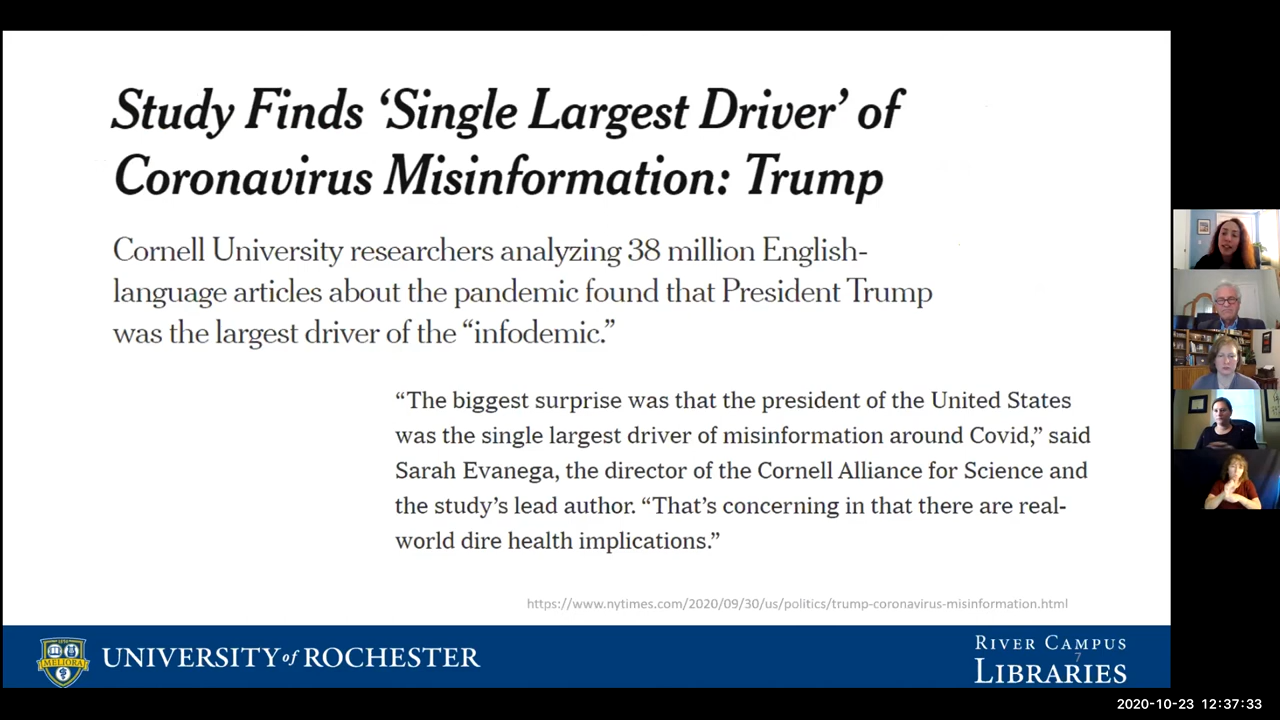 Study Finds ‘Single Largest Driver’ of
Coronavirus Misinformation: Trump
Cornell University researchers analyzing 38 million English-
language articles about the pandemic found that President Trump
was the largest driver of the “infodemic.”
“The biggest surprise was that the president of the United States
was the single largest driver of misinformation around Covid,” said
Sarah Evanega, the director of the Cornell Alliance for Science and
the study’s lead author. “That’s concerning in that there are real-
world dire health implications.”
https://www.nytimes.com/2020/09/30/us/politics/trump-coronavirus-misinformation.html
MELIORA
UNIVERSITY of ROCHESTER
RIVER CAMPUS
7
LIBRARIES
2020-10-23 12:37:33